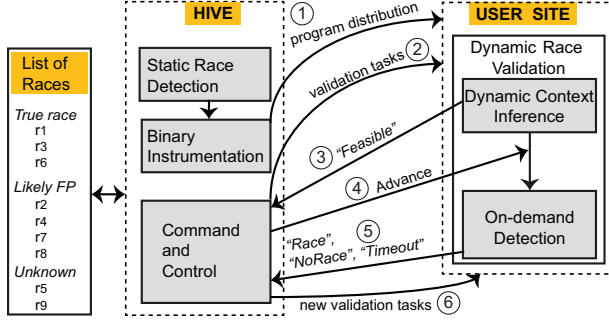 List of
Races
True race
r1
r3
r6
Likely FP
r2
r4
r7
r8
Unknown
r5
r9
HIVE
Static Race
Detection
Binary
Instrumentation
Command
and
Control
1
program distribution
validation tasks 2
3 "Feasible"
4 Advance
5
"Race",
"NoRace", "Timeout"
new validation tasks 6
USER SITE
Dynamic Race
Validation
Dynamic Context
Inference
On-demand
Detection